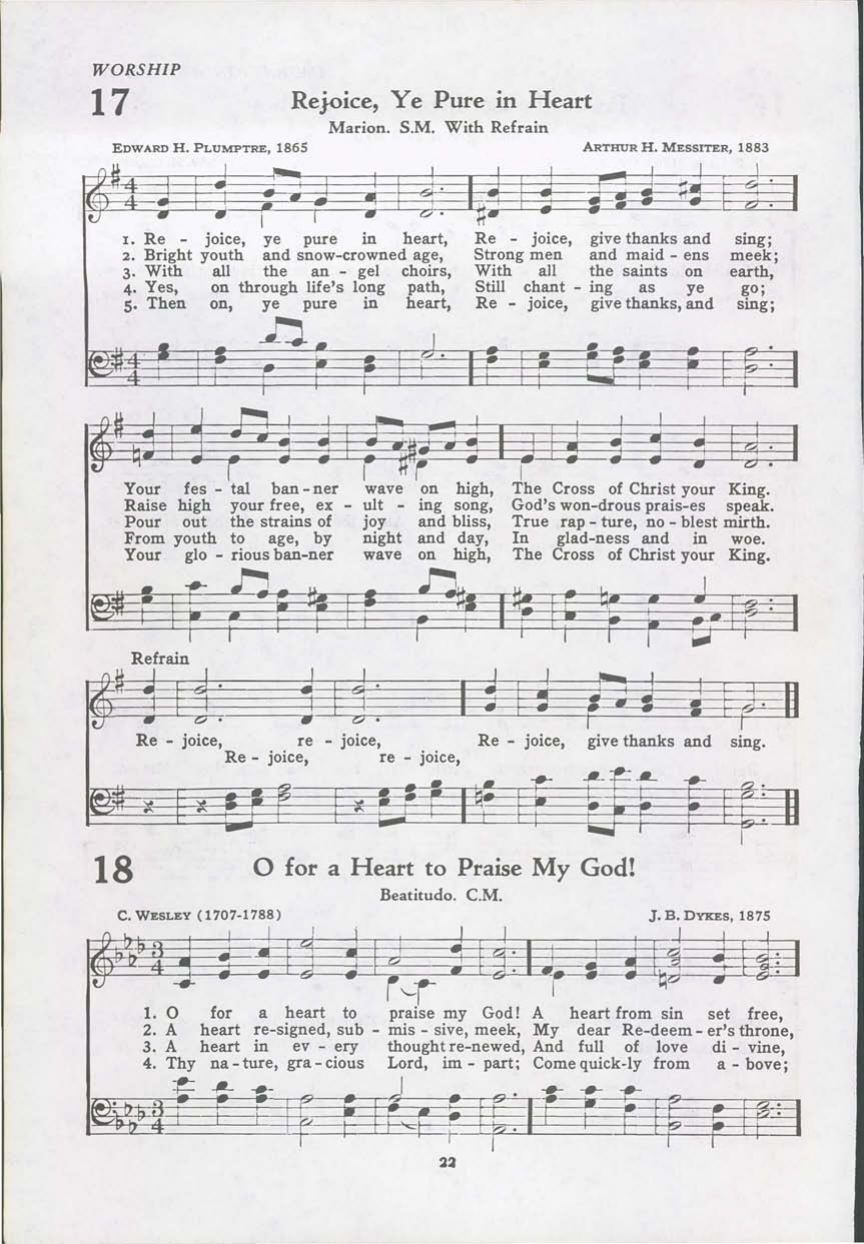 WORSHIP
17 Rejoice, Ye Pure in Heart
Marion. S.M. With Refrain
EDWARD H. PLUMPTRE, 1865 ARTHUR H. MESSITER, 1883
4 4
1. Re - joice, ye pure in heart, Re - joice, give thanks and sing;
2. Bright youth and snow-crowned age, Strong men and maid - ens meek;
3. With all the an - gel choirs, With all the saints on earth,
4. Yes, on through life's long path, Still chant - ing as ye go;
5. Then on, ye pure in heart, Re - joice, give thanks, and sing;
4 4
Your fes - tal ban - ner wave on high, The Cross of Christ your King.
Raise high your free, ex - ult - ing song, God's won-drous prais-es speak.
Pour out the strains of joy and bliss, True rap - ture, no - blest mirth.
From youth to age, by night and day, In glad-ness and in woe.
Your glo - rious ban-ner wave on high, The Cross of Christ your King.
Refrain
Re - joice, re - joice, Re - joice, give thanks and sing.
Re - joice, re - joice,
18 O for a Heart to Praise My God!
Beatitudo. C.M.
C. WESLEY (1707-1788) J. B. DYKES, 1875
3 4
1. O for a heart to praise my God! A heart from sin set free,
2. A heart re-signed, sub - mis - sive, meek, My dear Re-deem - er's throne,
3. A heart in ev - ery thought re-newed, And full of love di - vine,
4. Thy na - ture, gra - cious Lord, im - part; Come quick-ly from a - bove;
3 4
22